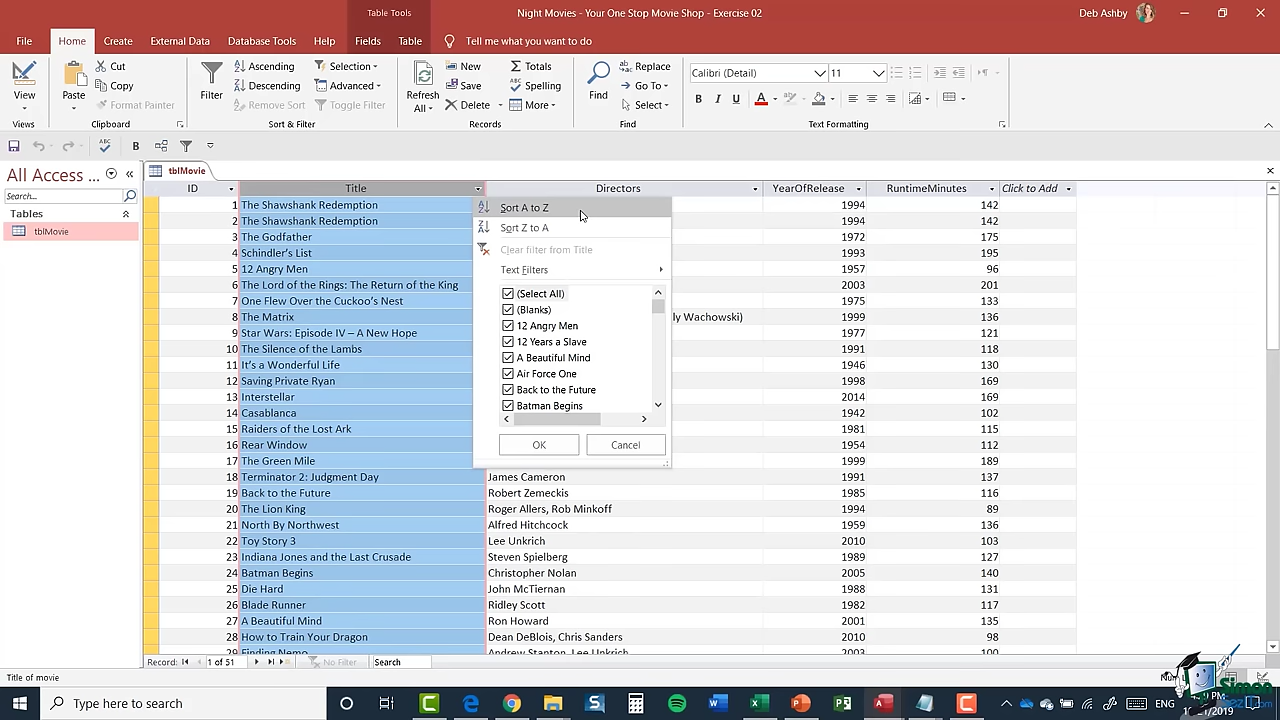 Table Tools
Night Movies - Your One Stop Movie Shop - Exercise 02
Deb Ashby
File Home Create External Data Database Tools Help Fields Table Tell me what you want to do
View
Views
Paste
Cut
Copy
Format Painter
Clipboard
Filter
Ascending
Descending
Remove Sort
Selection
Advanced
Toggle Filter
Sort & Filter
Refresh
All
New
Save
Delete
Totals
Spelling
More
Records
Find
Replace
Go To
Select
Find
Calibri (Detail) 11
B I U A
Text Formatting
ABC B
All Access ...
Search...
Tables
tblMovie
tblMovie
ID Title Directors YearOfRelease RuntimeMinutes Click to Add
1 The Shawshank Redemption 1994 142
2 The Shawshank Redemption 1994 142
3 The Godfather 1972 175
4 Schindler's List 1993 195
5 12 Angry Men 1957 96
6 The Lord of the Rings: The Return of the King 2003 201
7 One Flew Over the Cuckoo's Nest 1975 133
8 The Matrix ly Wachowski) 1999 136
9 Star Wars: Episode IV – A New Hope 1977 121
10 The Silence of the Lambs 1991 118
11 It's a Wonderful Life 1946 130
12 Saving Private Ryan 1998 169
13 Interstellar 2014 169
14 Casablanca 1942 102
15 Raiders of the Lost Ark 1981 115
16 Rear Window 1954 112
17 The Green Mile 1999 189
18 Terminator 2: Judgment Day James Cameron 1991 137
19 Back to the Future Robert Zemeckis 1985 116
20 The Lion King Roger Allers, Rob Minkoff 1994 89
21 North By Northwest Alfred Hitchcock 1959 136
22 Toy Story 3 Lee Unkrich 2010 103
23 Indiana Jones and the Last Crusade Steven Spielberg 1989 127
24 Batman Begins Christopher Nolan 2005 140
25 Die Hard John McTiernan 1988 131
26 Blade Runner Ridley Scott 1982 117
27 A Beautiful Mind Ron Howard 2001 135
28 How to Train Your Dragon Dean DeBlois, Chris Sanders 2010 98
29 Finding Nemo Andrew Stanton, Lee Unkrich 2003 100
Sort A to Z
Sort Z to A
Clear filter from Title
Text Filters
(Select All)
(Blanks)
12 Angry Men
12 Years a Slave
A Beautiful Mind
Air Force One
Back to the Future
Batman Begins
OK Cancel
Record: 1 of 51 No Filter Search
Title of movie
Type here to search